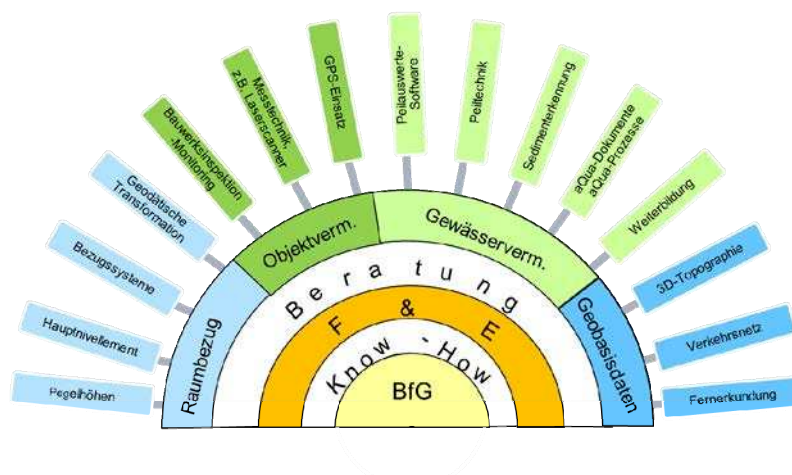 Pegelhöhen
Hauptnivellement
Bezugssysteme
Geodätische
Transformation
Bauwerksinspektion
-Monitoring
Messtechnik,
z.B. Laserscanner
GPS-Einsatz
Peilauswerte-
Software
Peiltechnik
Sedimenterkennung
aQua-Dokumente
aQua-Prozesse
Weiterbildung
3D-Topographie
Verkehrsnetz
Fernerkundung
Raumbezug
Objektverm.
Gewässerverm.
Geobasisdaten
Beratung
F & E
Know-How
BfG